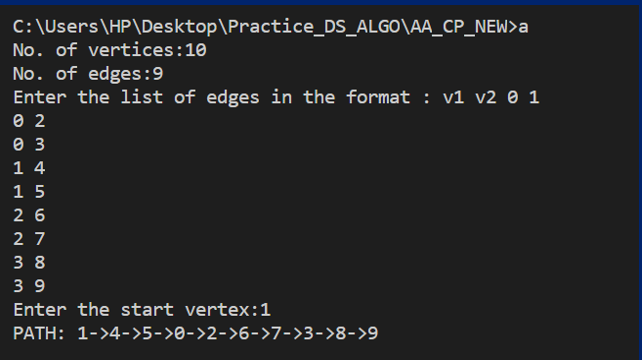 C:\Users\HP\Desktop\Practice_DS_ALGO\AA_CP_NEW>a
No. of vertices:10
No. of edges:9
Enter the list of edges in the format : v1 v2 0 1
0 2
0 3
1 4
1 5
2 6
2 7
3 8
3 9
Enter the start vertex:1
PATH: 1->4->5->0->2->6->7->3->8->9